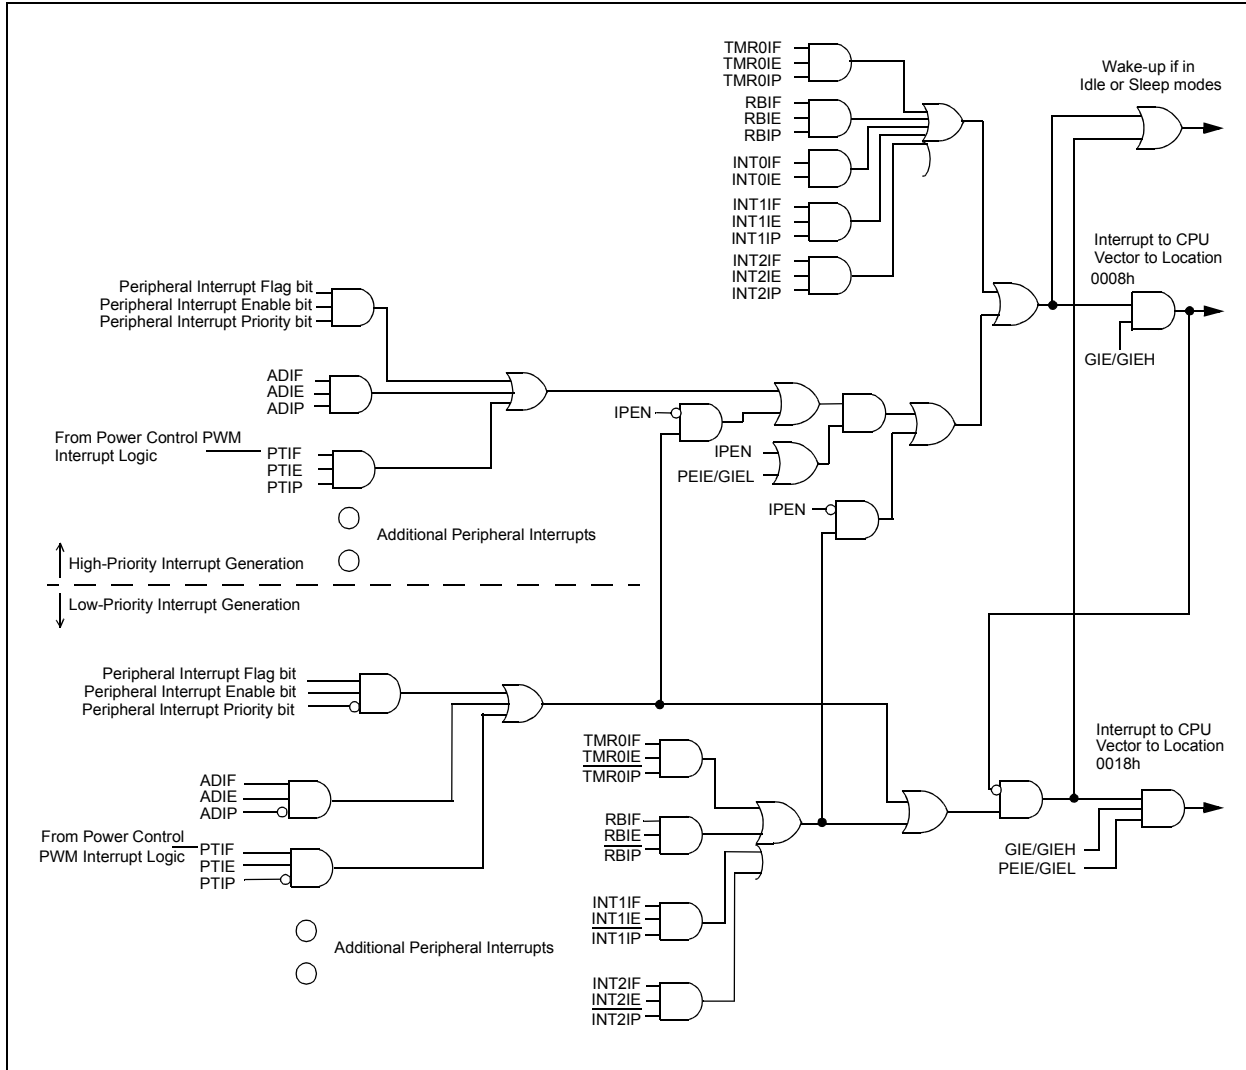 TMR0IF
TMR0IE
TMR0IP
RBIF
RBIE
RBIP
INT0IF
INT0IE
INT1IF
INT1IE
INT1IP
INT2IF
INT2IE
INT2IP
Wake-up if in
Idle or Sleep modes
Interrupt to CPU
Vector to Location
0008h
GIE/GIEH
Peripheral Interrupt Flag bit
Peripheral Interrupt Enable bit
Peripheral Interrupt Priority bit
ADIF
ADIE
ADIP
From Power Control PWM
Interrupt Logic
PTIF
PTIE
PTIP
IPEN
IPEN
PEIE/GIEL
IPEN
Additional Peripheral Interrupts
High-Priority Interrupt Generation
Low-Priority Interrupt Generation
Peripheral Interrupt Flag bit
Peripheral Interrupt Enable bit
Peripheral Interrupt Priority bit
ADIF
ADIE
ADIP
From Power Control
PWM Interrupt Logic
PTIF
PTIE
PTIP
Additional Peripheral Interrupts
TMR0IF
TMR0IE
TMR0IP
RBIF
RBIE
RBIP
INT1IF
INT1IE
INT1IP
INT2IF
INT2IE
INT2IP
Interrupt to CPU
Vector to Location
0018h
GIE/GIEH
PEIE/GIEL